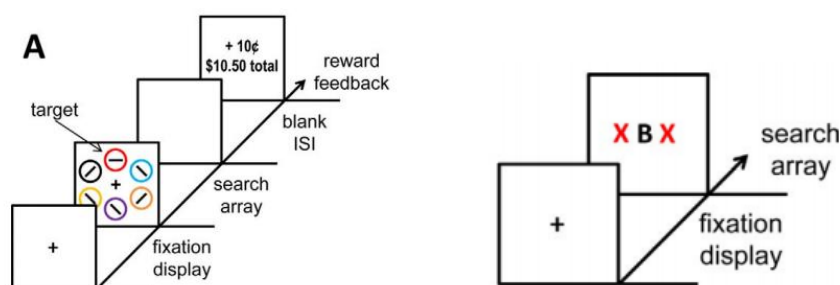 A
+ 10¢
$10.50 total
reward
feedback
target
blank
ISI
+
search
array
+
fixation
display
X B X
search
array
+
fixation
display